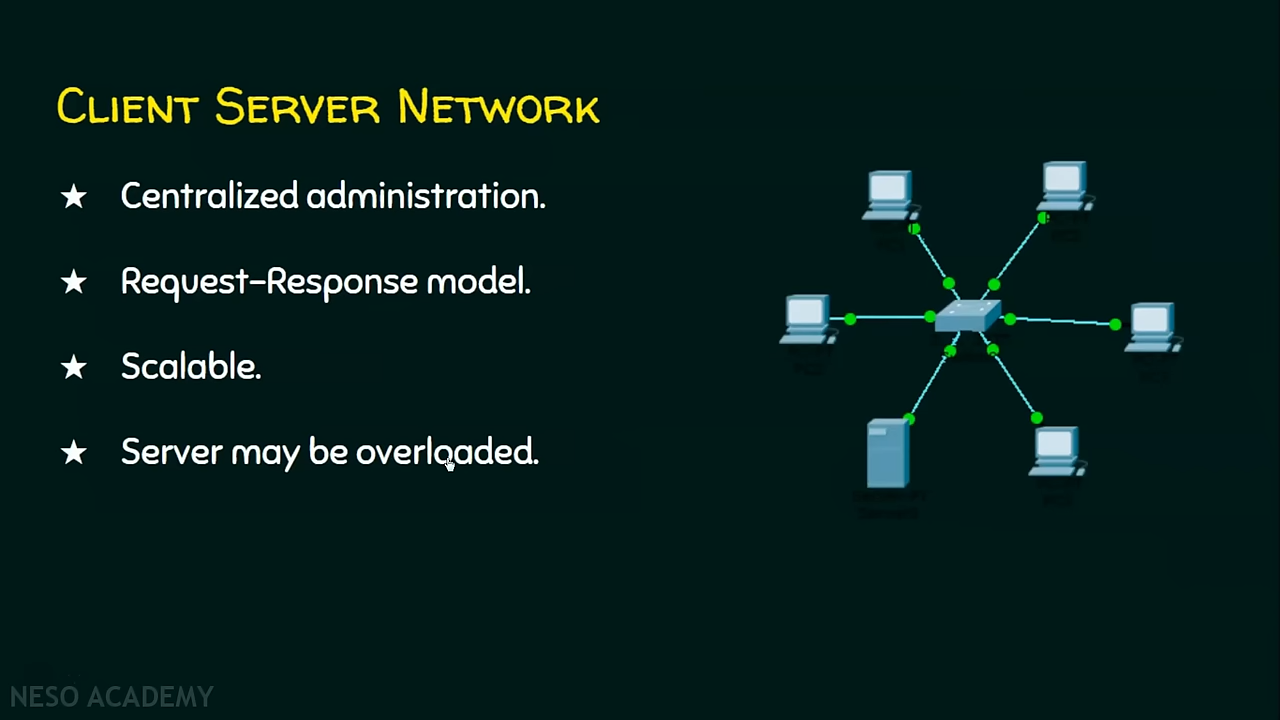 CLIENT SERVER NETWORK
★ Centralized administration.
★ Request-Response model.
★ Scalable.
★ Server may be overloaded.
NESO ACADEMY